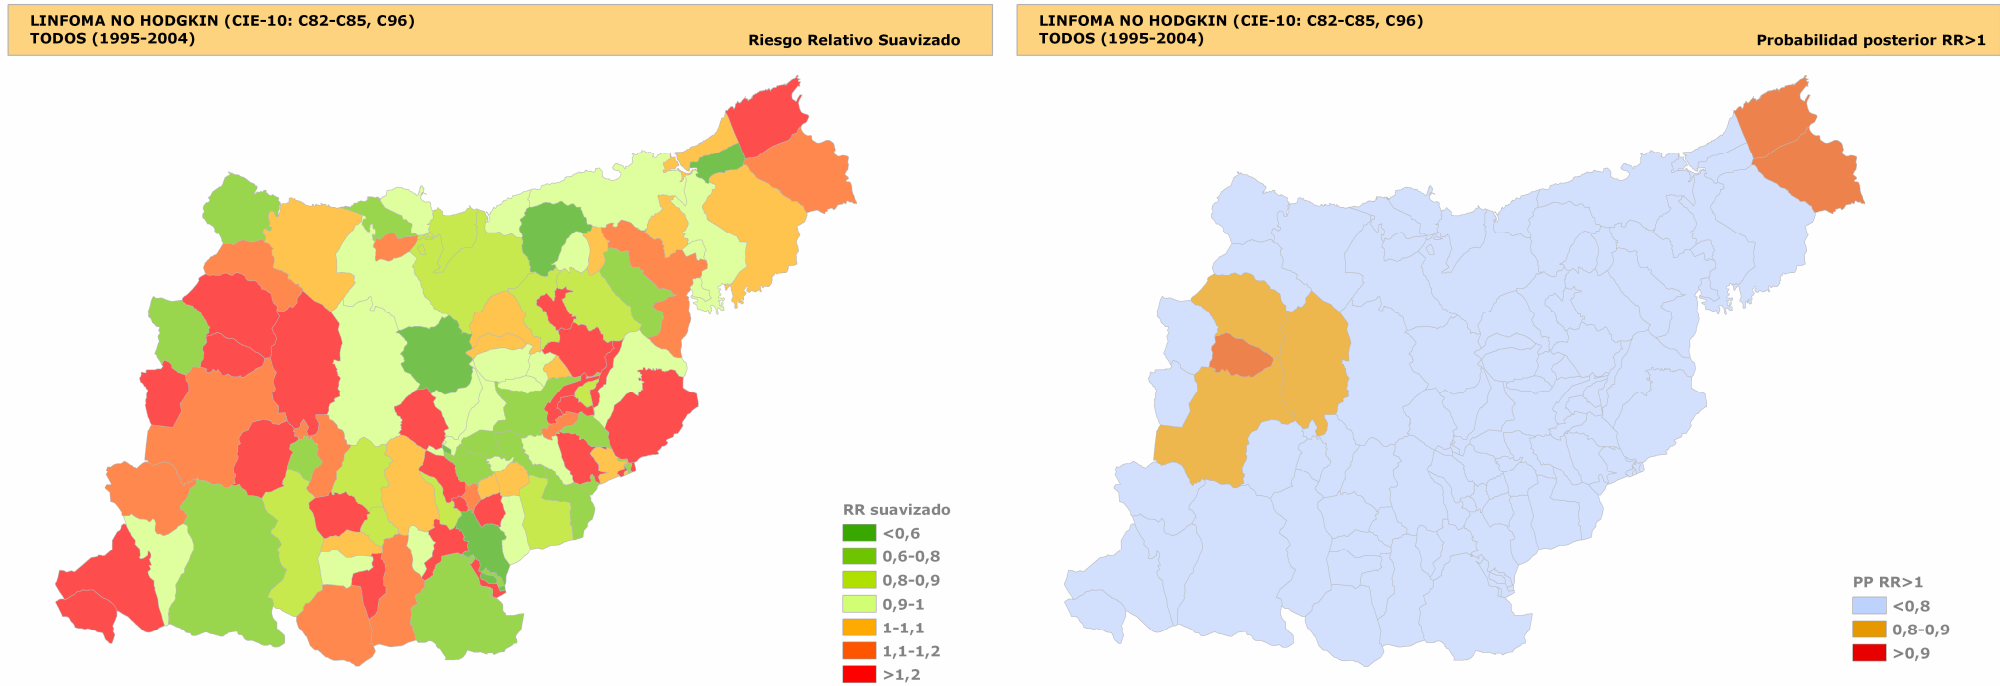 LINFOMA NO HODGKIN (CIE-10: C82-C85, C96)
TODOS (1995-2004)
Riesgo Relativo Suavizado
RR suavizado
<0,6
0,6-0,8
0,8-0,9
0,9-1
1-1,1
1,1-1,2
>1,2
LINFOMA NO HODGKIN (CIE-10: C82-C85, C96)
TODOS (1995-2004)
Probabilidad posterior RR>1
PP RR>1
<0,8
0,8-0,9
>0,9